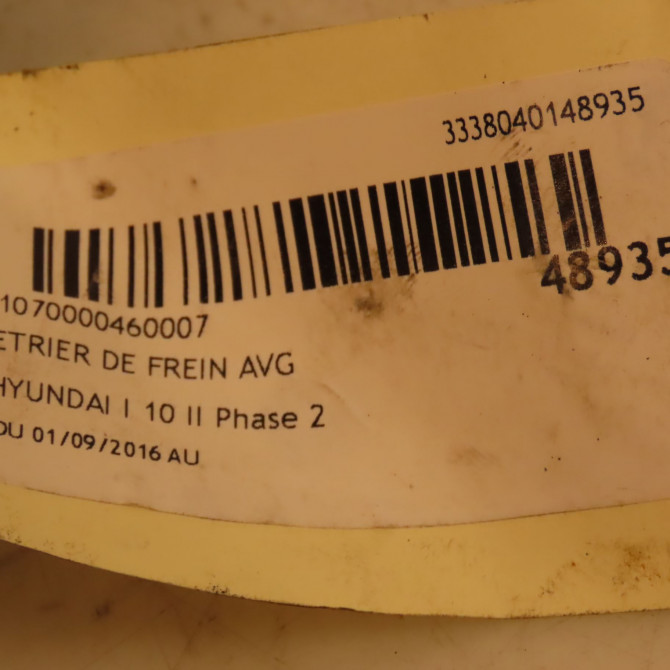 3338040148935
48935
1070000460007
ETRIER DE FREIN AVG
HYUNDAI I 10 II Phase 2
DU 01/09/2016 AU